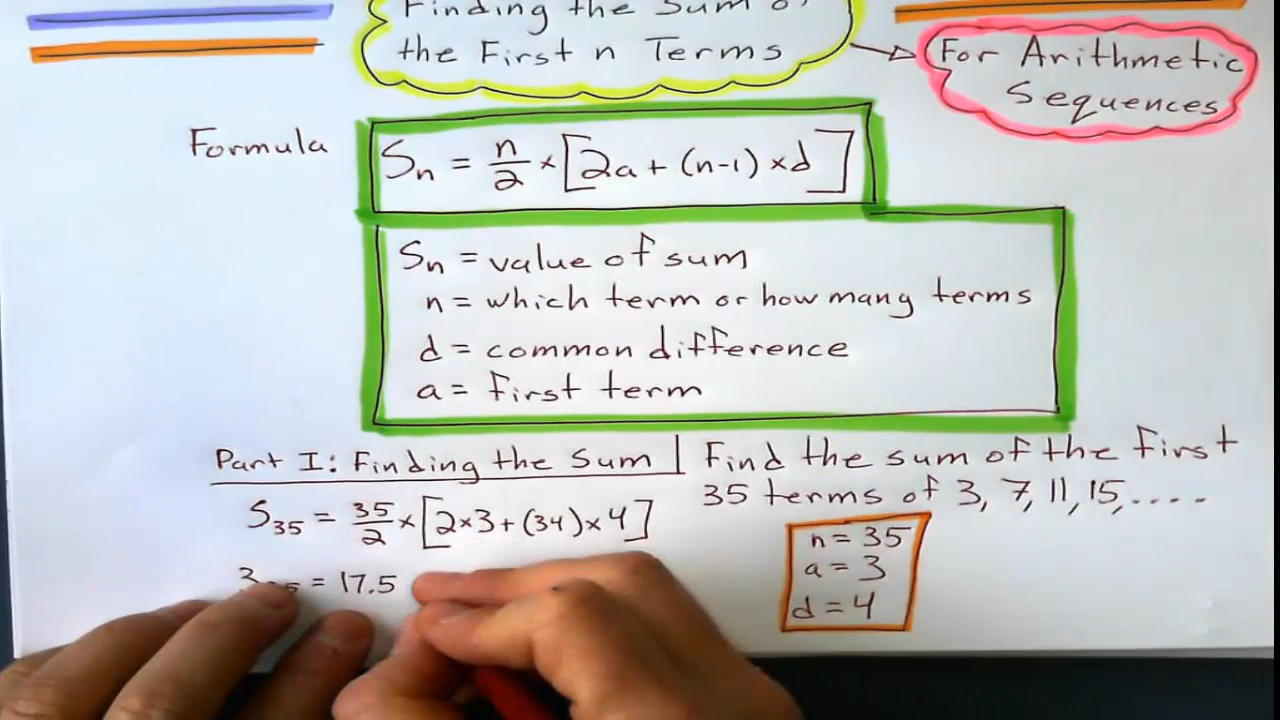 Finding the Sum of
the First n Terms
For Arithmetic
Sequences
Formula
Sn = n/2 × [2a + (n-1) × d]
Sn = value of sum
n = which term or how many terms
d = common difference
a = first term
Part I: Finding the Sum
Find the sum of the first
35 terms of 3, 7, 11, 15, ....
S35 = 35/2 × [2×3 + (34) × 4]
n = 35
a = 3
d = 4
= 17.5